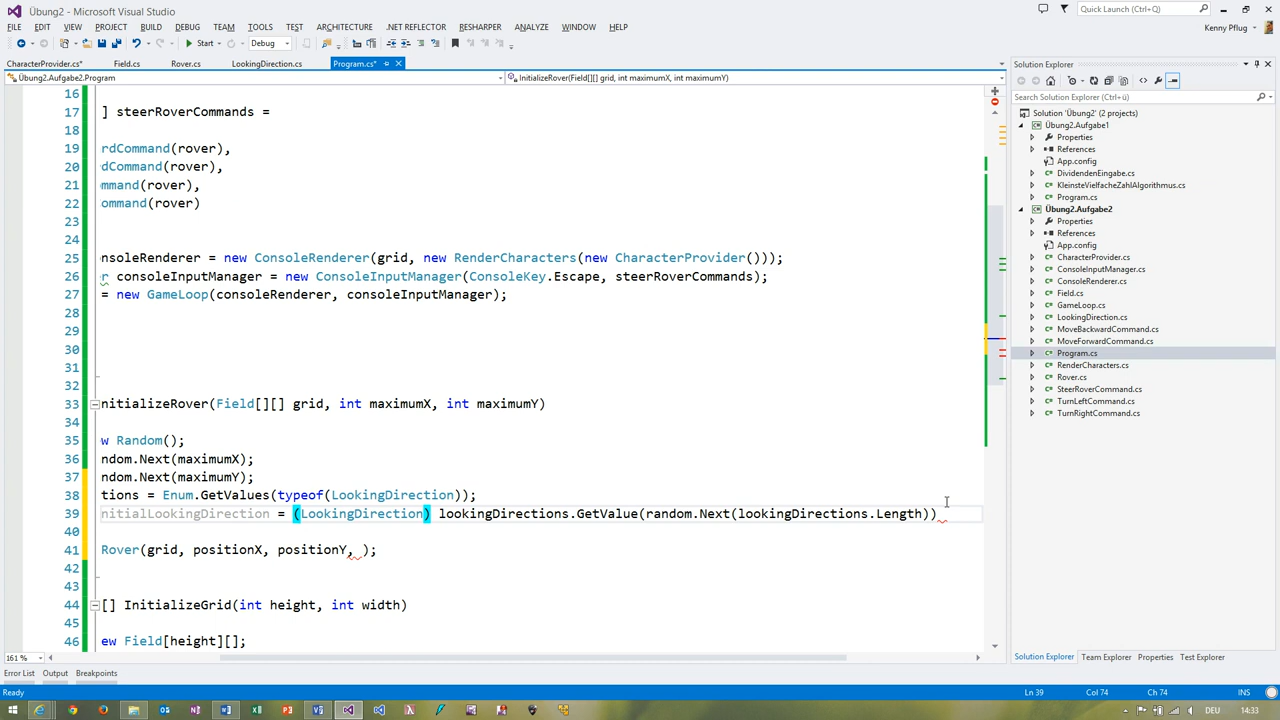 Übung2 - Microsoft Visual Studio
Quick Launch (Ctrl+Q)
FILE EDIT VIEW PROJECT BUILD DEBUG TEAM TOOLS TEST ARCHITECTURE .NET REFLECTOR RESHARPER ANALYZE WINDOW HELP
Kenny Pflug
Start Debug
CharacterProvider.cs* Field.cs Rover.cs LookingDirection.cs Program.cs*
Übung2.Aufgabe2.Program InitializeRover(Field[][] grid, int maximumX, int maximumY)
16
17 ] steerRoverCommands =
18
19 rdCommand(rover),
20 dCommand(rover),
21 mmand(rover),
22 ommand(rover)
23
24
25 nsoleRenderer = new ConsoleRenderer(grid, new RenderCharacters(new CharacterProvider()));
26 r consoleInputManager = new ConsoleInputManager(ConsoleKey.Escape, steerRoverCommands);
27 = new GameLoop(consoleRenderer, consoleInputManager);
28
29
30
31
32
33 nitializeRover(Field[][] grid, int maximumX, int maximumY)
34
35 w Random();
36 ndom.Next(maximumX);
37 ndom.Next(maximumY);
38 tions = Enum.GetValues(typeof(LookingDirection));
39 nitialLookingDirection = (LookingDirection) lookingDirections.GetValue(random.Next(lookingDirections.Length))
40
41 Rover(grid, positionX, positionY, );
42
43
44 [] InitializeGrid(int height, int width)
45
46 ew Field[height][];
161 %
Solution Explorer
Search Solution Explorer (Ctrl+ü)
Solution 'Übung2' (2 projects)
Übung2.Aufgabe1
Properties
References
App.config
DividendenEingabe.cs
KleinsteVielfacheZahlAlgorithmus.cs
Program.cs
Übung2.Aufgabe2
Properties
References
App.config
CharacterProvider.cs
ConsoleInputManager.cs
ConsoleRenderer.cs
Field.cs
GameLoop.cs
LookingDirection.cs
MoveBackwardCommand.cs
MoveForwardCommand.cs
Program.cs
RenderCharacters.cs
Rover.cs
SteerRoverCommand.cs
TurnLeftCommand.cs
TurnRightCommand.cs
Solution Explorer Team Explorer Properties Test Explorer
Error List Output Breakpoints
Ready Ln 39 Col 74 Ch 74 INS
DEU 14:33